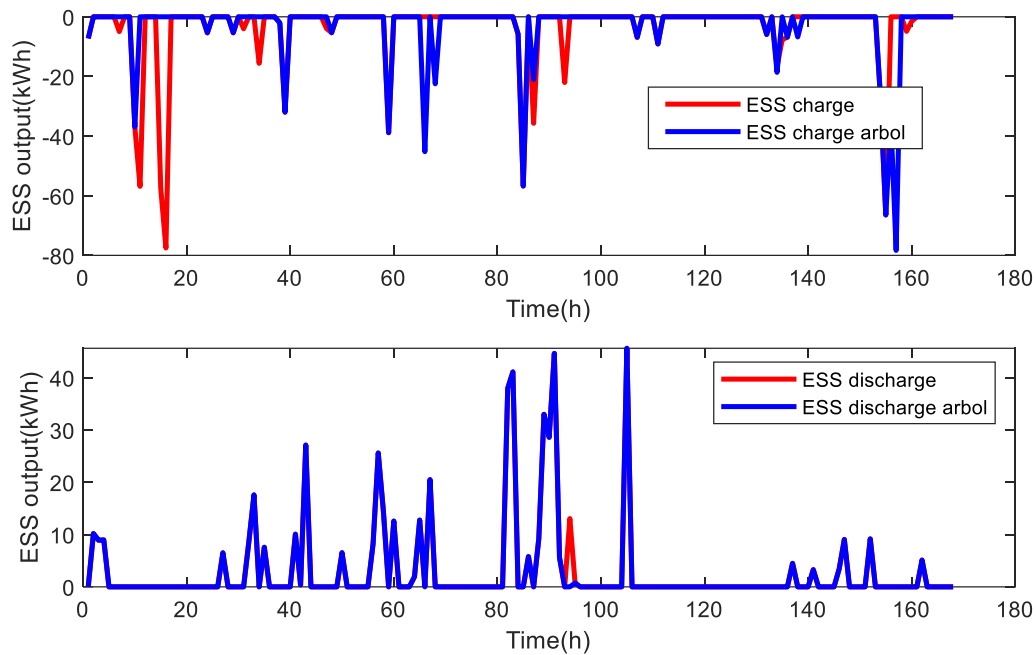 ESS output(kWh)
0
-20
-40
-60
-80
ESS charge
ESS charge arbol
0 20 40 60 80 100 120 140 160 180
Time(h)
ESS output(kWh)
40
30
20
10
0
ESS discharge
ESS discharge arbol
0 20 40 60 80 100 120 140 160 180
Time(h)